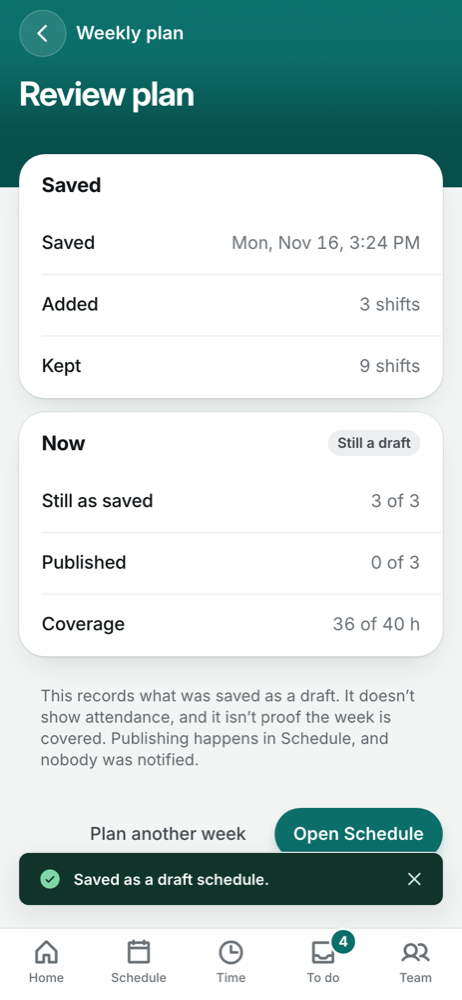 Weekly plan
Review plan
Saved
Saved Mon, Nov 16, 3:24 PM
Added 3 shifts
Kept 9 shifts
Now Still a draft
Still as saved 3 of 3
Published 0 of 3
Coverage 36 of 40 h
This records what was saved as a draft. It doesn’t
show attendance, and it isn’t proof the week is
covered. Publishing happens in Schedule, and
nobody was notified.
Plan another week Open Schedule
Saved as a draft schedule.
4
Home Schedule Time To do Team